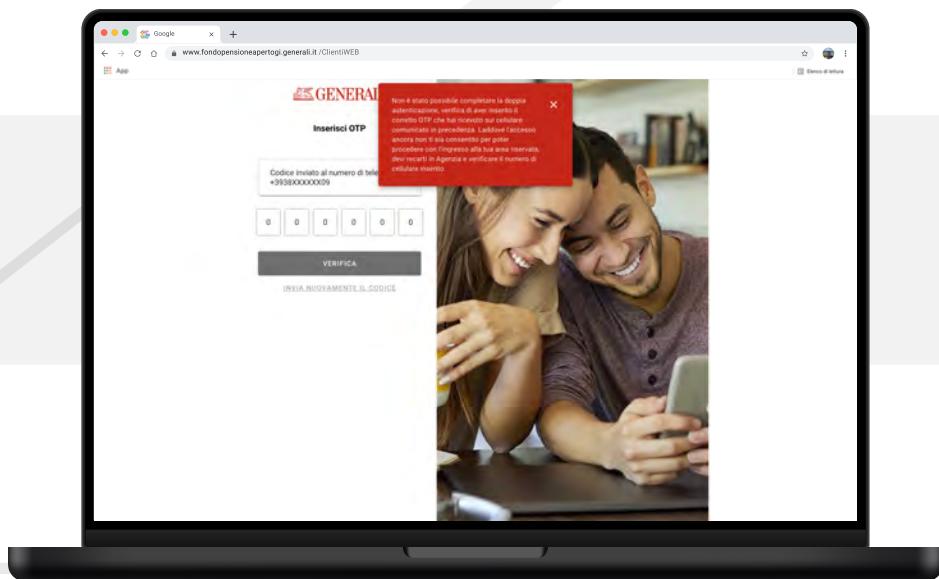 Google
www.fondopensioneapertogi.generali.it /ClientiWEB
App
Elenco di lettura
GENERAL
Non è stato possibile completare la doppia
autenticazione, verifica di aver inserito il
corretto OTP che hai ricevuto sul cellulare
comunicato in precedenza. Laddove l'accesso
ancora non ti sia consentito per poter
procedere con l'ingresso alla tua area riservata,
devi recarti in Agenzia e verificare il numero di
cellulare inserito
Inserisci OTP
Codice inviato al numero di tele
+3938XXXXXX09
0 0 0 0 0 0
VERIFICA
INVIA NUOVAMENTE IL CODICE